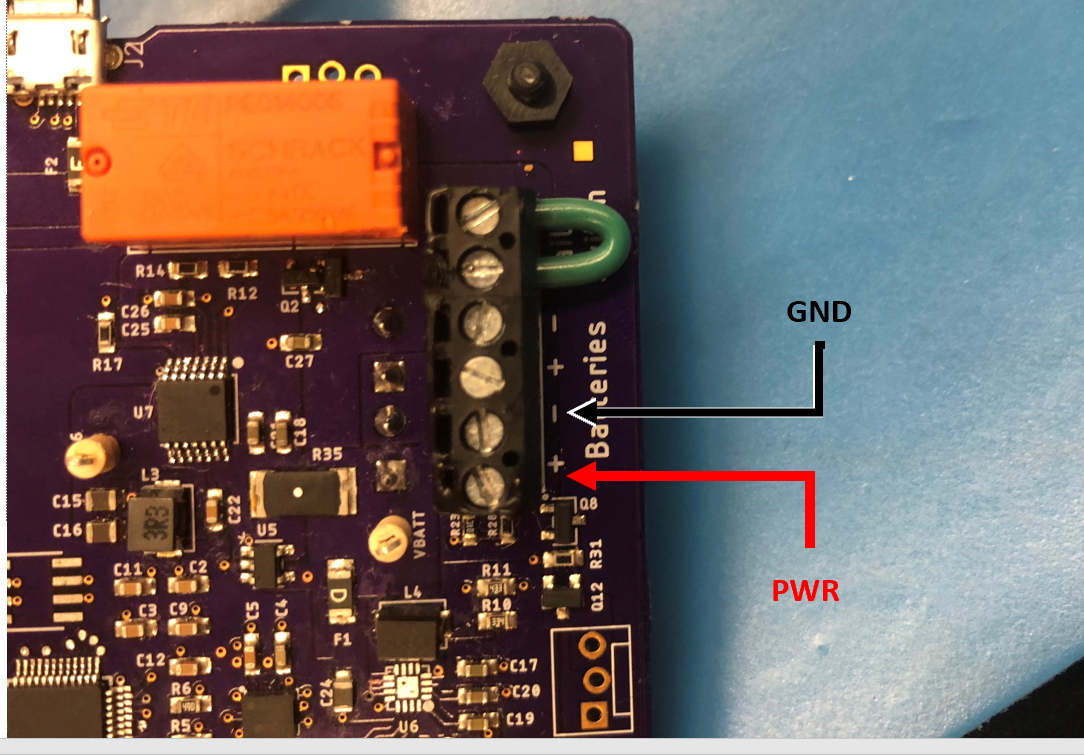 J2
F2
SCHRACK
R14
R12
Q2
C26
C25
R17
C27
U7
C18
Batteries
-
+
-
+
GND
PWR
R35
L3
3R3
C15
C16
C22
U5
VBATT
R23
Q8
R31
Q12
C11
C2
C3
C9
C5
C4
D
F1
L4
R11
R10
C12
R6
R5
C24
U6
C17
C20
C19